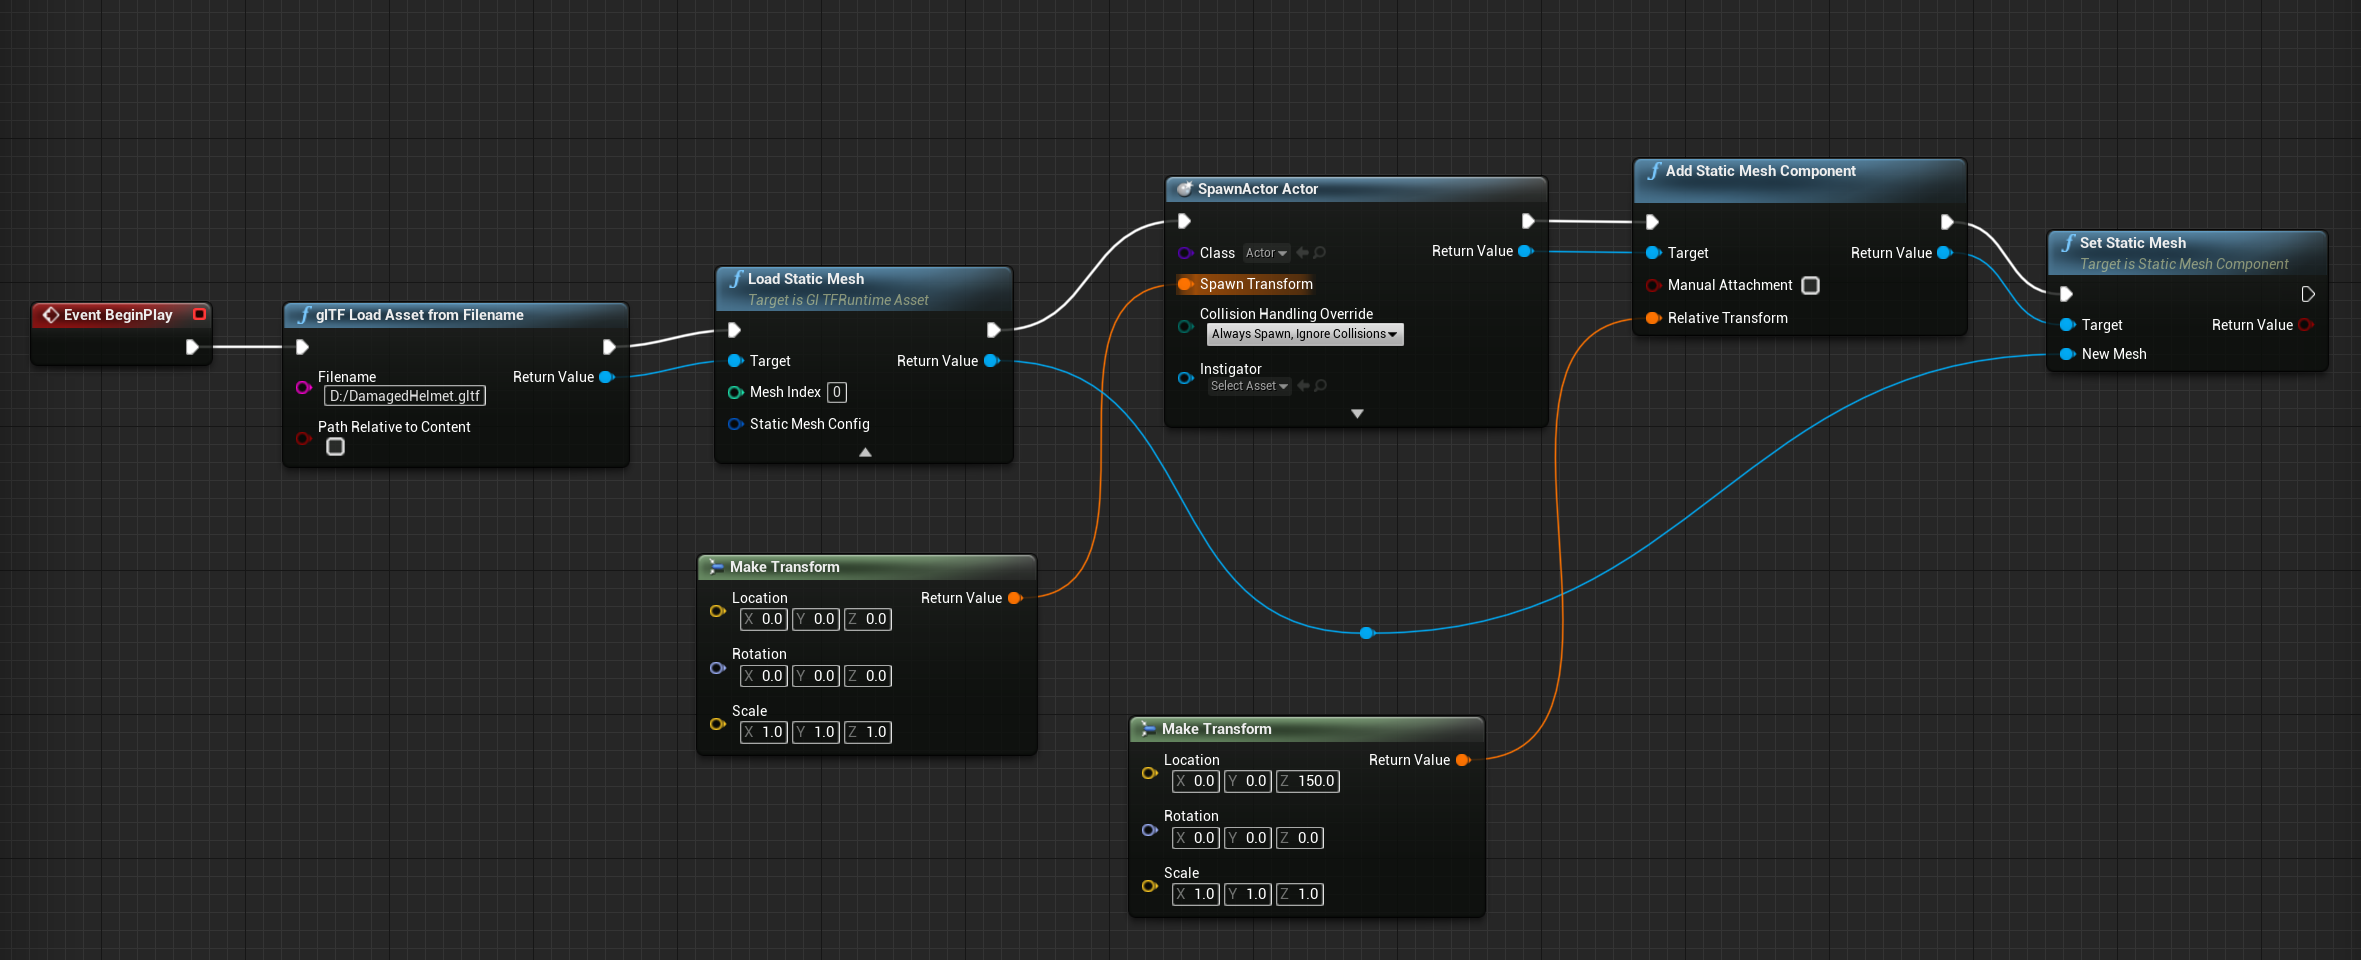 Event BeginPlay
glTF Load Asset from Filename
Filename
D:/DamagedHelmet.gltf
Return Value
Path Relative to Content
Load Static Mesh
Target is Gl TFRuntime Asset
Target
Return Value
Mesh Index 0
Static Mesh Config
SpawnActor Actor
Class Actor
Return Value
Spawn Transform
Collision Handling Override
Always Spawn, Ignore Collisions
Instigator
Select Asset
Add Static Mesh Component
Target
Return Value
Manual Attachment
Relative Transform
Set Static Mesh
Target is Static Mesh Component
Target
Return Value
New Mesh
Make Transform
Location
Return Value
X 0.0 Y 0.0 Z 0.0
Rotation
X 0.0 Y 0.0 Z 0.0
Scale
X 1.0 Y 1.0 Z 1.0
Make Transform
Location
Return Value
X 0.0 Y 0.0 Z 150.0
Rotation
X 0.0 Y 0.0 Z 0.0
Scale
X 1.0 Y 1.0 Z 1.0